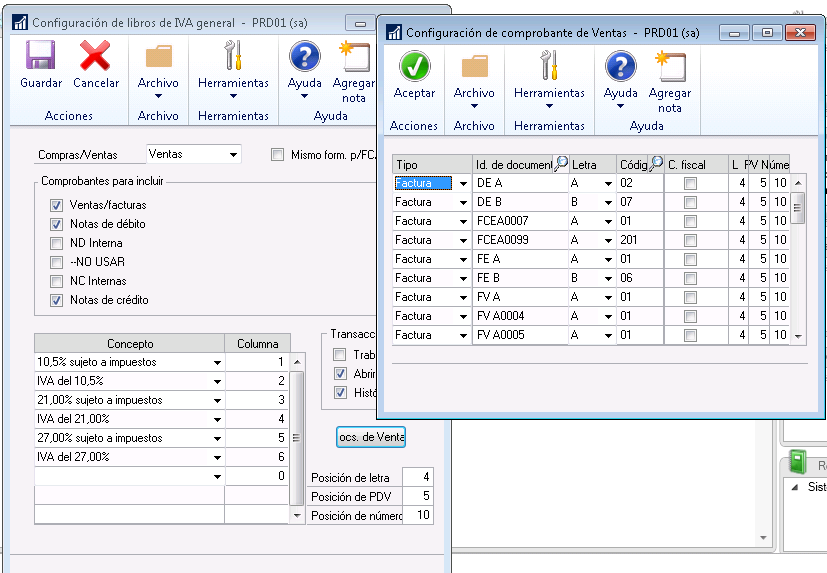 Configuración de libros de IVA general - PRD01 (sa)
Guardar Cancelar Archivo Herramientas Ayuda Agregar nota
Acciones Archivo Herramientas Ayuda
Compras/Ventas Ventas Mismo form. p/FC
Comprobantes para incluir
Ventas/facturas
Notas de débito
ND Interna
--NO USAR
NC Internas
Notas de crédito
Concepto Columna
10,5% sujeto a impuestos 1
IVA del 10,5% 2
21,00% sujeto a impuestos 3
IVA del 21,00% 4
27,00% sujeto a impuestos 5
IVA del 27,00% 6
0
Transacc
Trab
Abrir
Histó
ocs. de Venta
Posición de letra 4
Posición de PDV 5
Posición de número 10
Configuración de comprobante de Ventas - PRD01 (sa)
Aceptar Archivo Herramientas Ayuda Agregar nota
Acciones Archivo Herramientas Ayuda
Tipo Id. de document Letra Códig C. fiscal L PV Núme
Factura DE A A 02 4 5 10
Factura DE B B 07 4 5 10
Factura FCEA0007 A 01 4 5 10
Factura FCEA0099 A 201 4 5 10
Factura FE A A 01 4 5 10
Factura FE B B 06 4 5 10
Factura FV A A 01 4 5 10
Factura FV A0004 A 01 4 5 10
Factura FV A0005 A 01 4 5 10
R
Sist